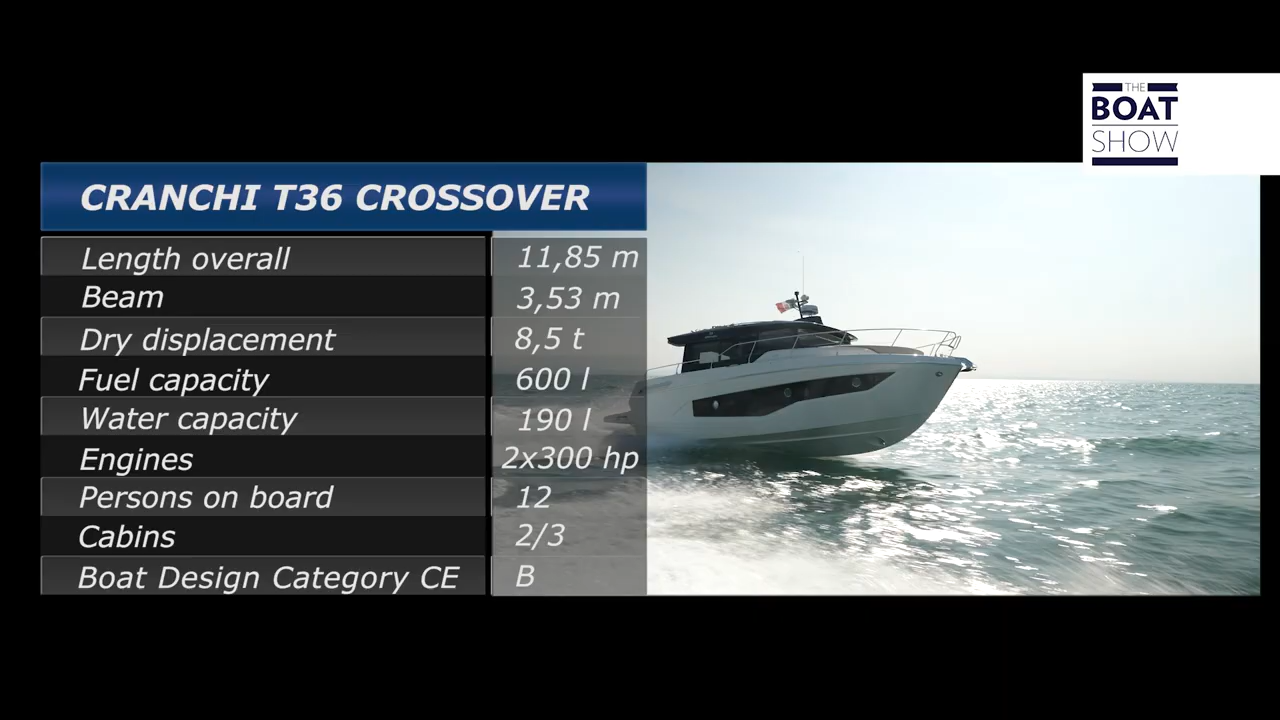 THE
BOAT
SHOW
CRANCHI T36 CROSSOVER
Length overall 11,85 m
Beam 3,53 m
Dry displacement 8,5 t
Fuel capacity 600 l
Water capacity 190 l
Engines 2x300 hp
Persons on board 12
Cabins 2/3
Boat Design Category CE B